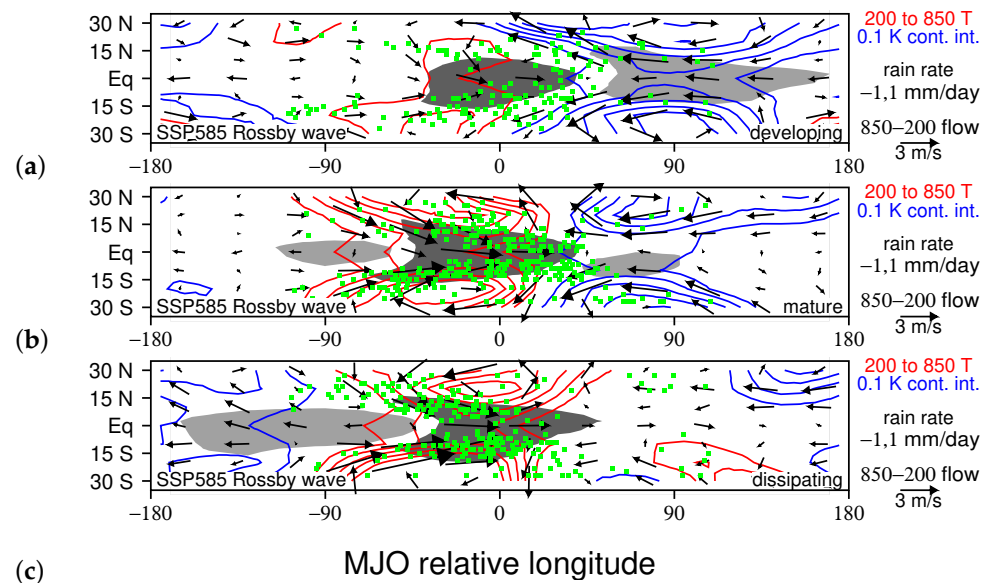 (a)
30 N
15 N
Eq
15 S
30 S
SSP585 Rossby wave
developing
200 to 850 T
0.1 K cont. int.
rain rate
−1,1 mm/day
850−200 flow
3 m/s
−180
−90
0
90
180
(b)
30 N
15 N
Eq
15 S
30 S
SSP585 Rossby wave
mature
200 to 850 T
0.1 K cont. int.
rain rate
−1,1 mm/day
850−200 flow
3 m/s
−180
−90
0
90
180
(c)
30 N
15 N
Eq
15 S
30 S
SSP585 Rossby wave
dissipating
200 to 850 T
0.1 K cont. int.
rain rate
−1,1 mm/day
850−200 flow
3 m/s
−180
−90
0
90
180
MJO relative longitude